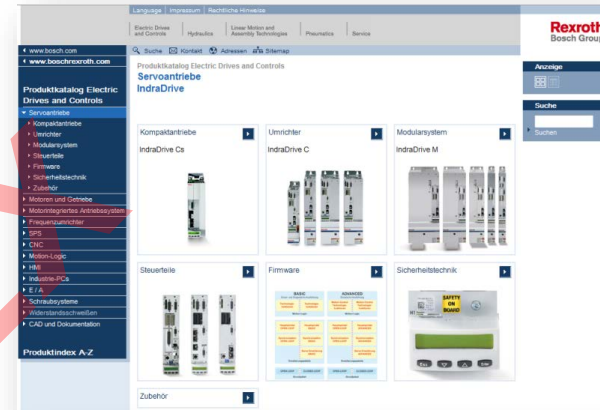 Language | Impressum | Rechtliche Hinweise
Electric Drives and Controls
Hydraulics
Linear Motion and Assembly Technologies
Pneumatics
Service
Rexroth
Bosch Group
Suche Kontakt Adressen Sitemap
www.bosch.com
www.boschrexroth.com
Produktkatalog Electric
Drives and Controls
Servoantriebe
Kompaktantriebe
Umrichter
Modularsystem
Steuerteile
Firmware
Sicherheitstechnik
Zubehör
Motoren und Getriebe
Motorintegriertes Antriebssystem
Frequenzumrichter
SPS
CNC
Motion-Logic
HMI
Industrie-PCs
E / A
Schraubsysteme
Widerstandsschweißen
CAD und Dokumentation
Produktindex A-Z
Produktkatalog Electric Drives and Controls
Servoantriebe
IndraDrive
Kompaktantriebe
IndraDrive Cs
Umrichter
IndraDrive C
Modularsystem
IndraDrive M
Steuerteile
Firmware
BASIC
ADVANCED
Sicherheitstechnik
SAFETY
ON
BOARD
Esc
Enter
Zubehör
Anzeige
Suche
Suchen